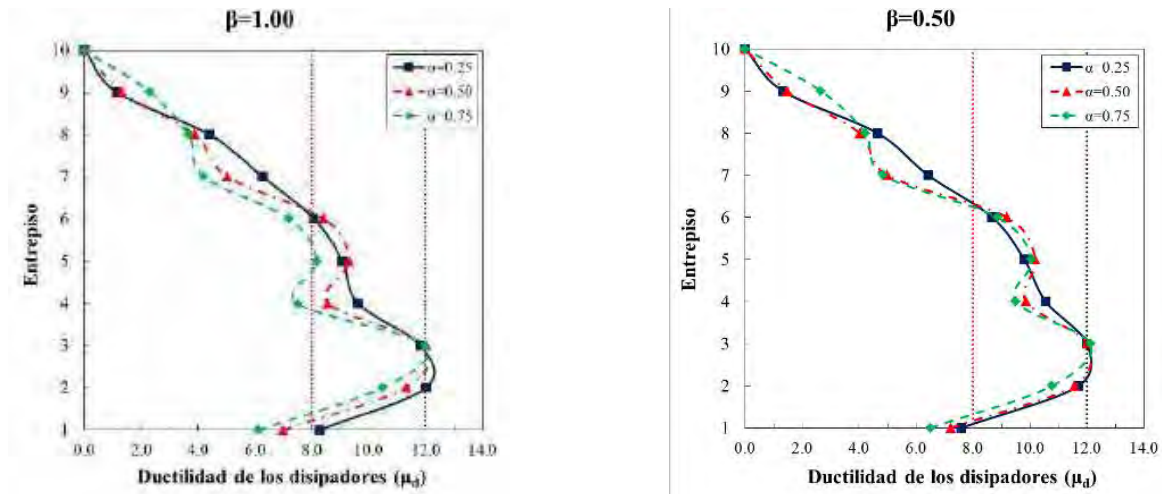 β=1.00
10
9
8
7
6
5
4
3
2
1
Entrepiso
α=0.25
α=0.50
α=0.75
0.0 2.0 4.0 6.0 8.0 10.0 12.0 14.0
Ductilidad de los disipadores (μd)
β=0.50
10
9
8
7
6
5
4
3
2
1
Entrepiso
α 0.25
α=0.50
α=0.75
0.0 2.0 4.0 6.0 8.0 10.0 12.0 14.0
Ductilidad de los disipadores (μd)